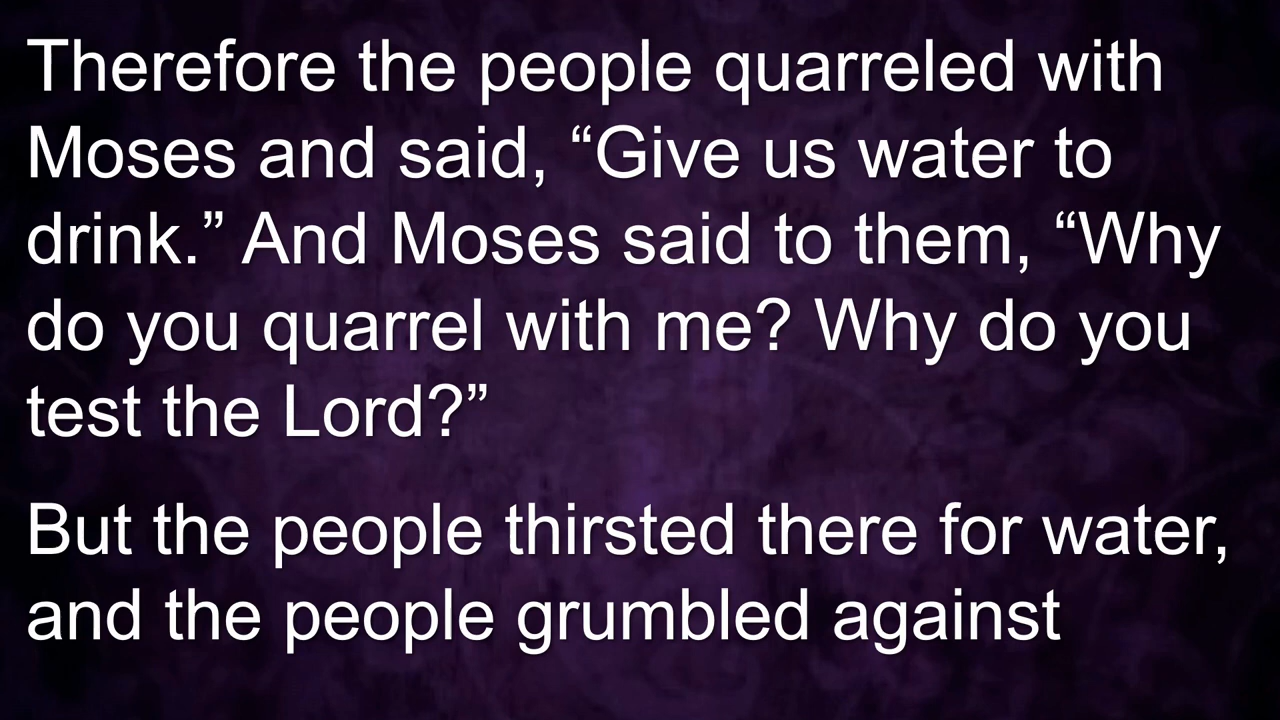 Therefore the people quarreled with
Moses and said, “Give us water to
drink.” And Moses said to them, “Why
do you quarrel with me? Why do you
test the Lord?”
But the people thirsted there for water,
and the people grumbled against